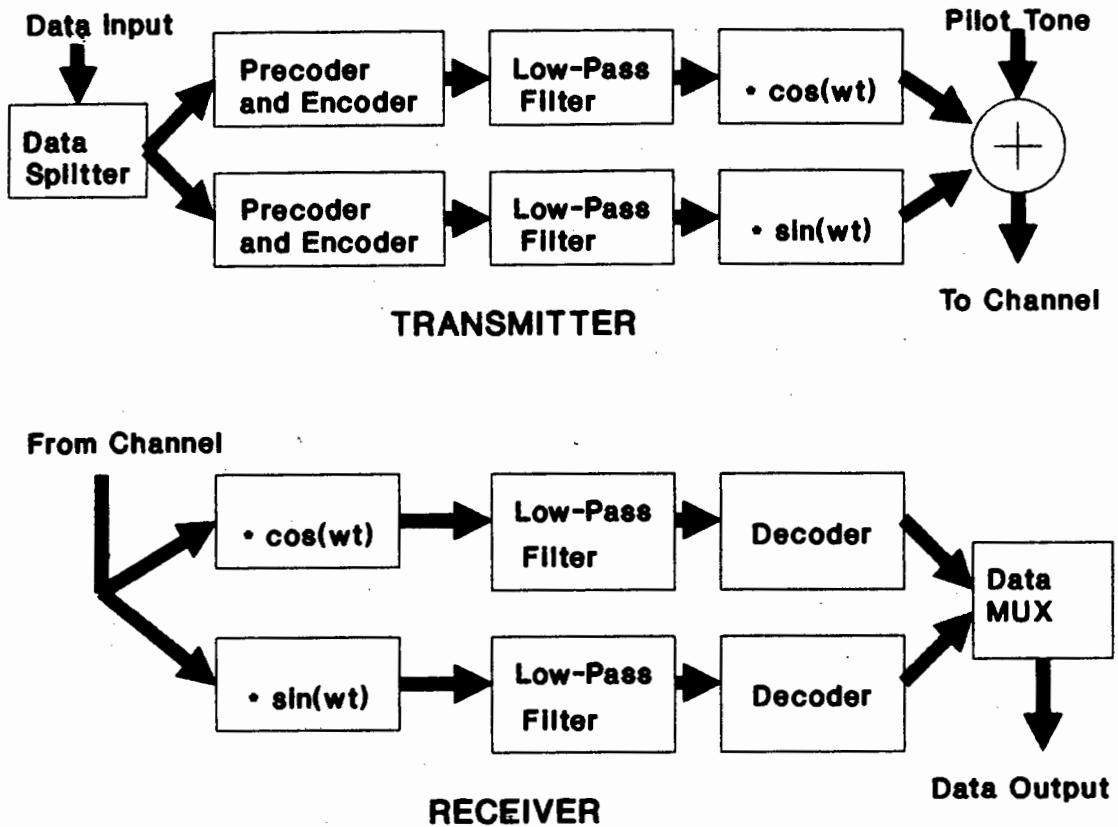 Data Input
Pilot Tone
Precoder
and Encoder
Low-Pass
Filter
* cos(wt)
Data
Splitter
+
Precoder
and Encoder
Low-Pass
Filter
* sin(wt)
To Channel
TRANSMITTER
From Channel
* cos(wt)
Low-Pass
Filter
Decoder
Data
MUX
* sin(wt)
Low-Pass
Filter
Decoder
Data Output
RECEIVER